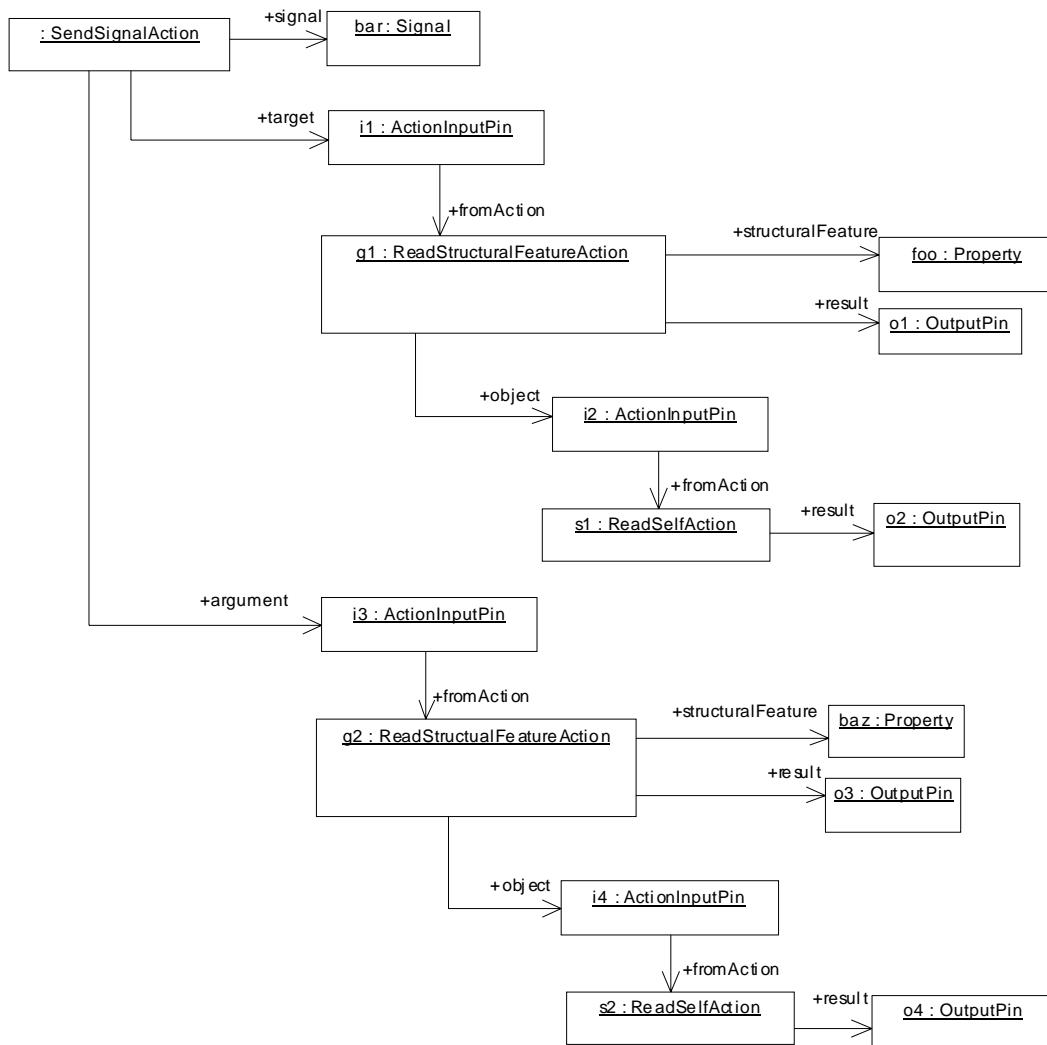 +signal
: SendSignalAction
bar: Signal
+target
i1 : ActionInputPin
+fromAction
g1 : ReadStructuralFeatureAction
+structuralFeature
foo : Property
+result
o1 : OutputPin
+object
i2 : ActionInputPin
+fromAction
s1 : ReadSelfAction
+result
o2 : OutputPin
+argument
i3 : ActionInputPin
+fromAction
g2 : ReadStructualFeatureAction
+structuralFeature
baz : Property
+result
o3 : OutputPin
+object
i4 : ActionInputPin
+fromAction
s2 : ReadSelfAction
+result
o4 : OutputPin